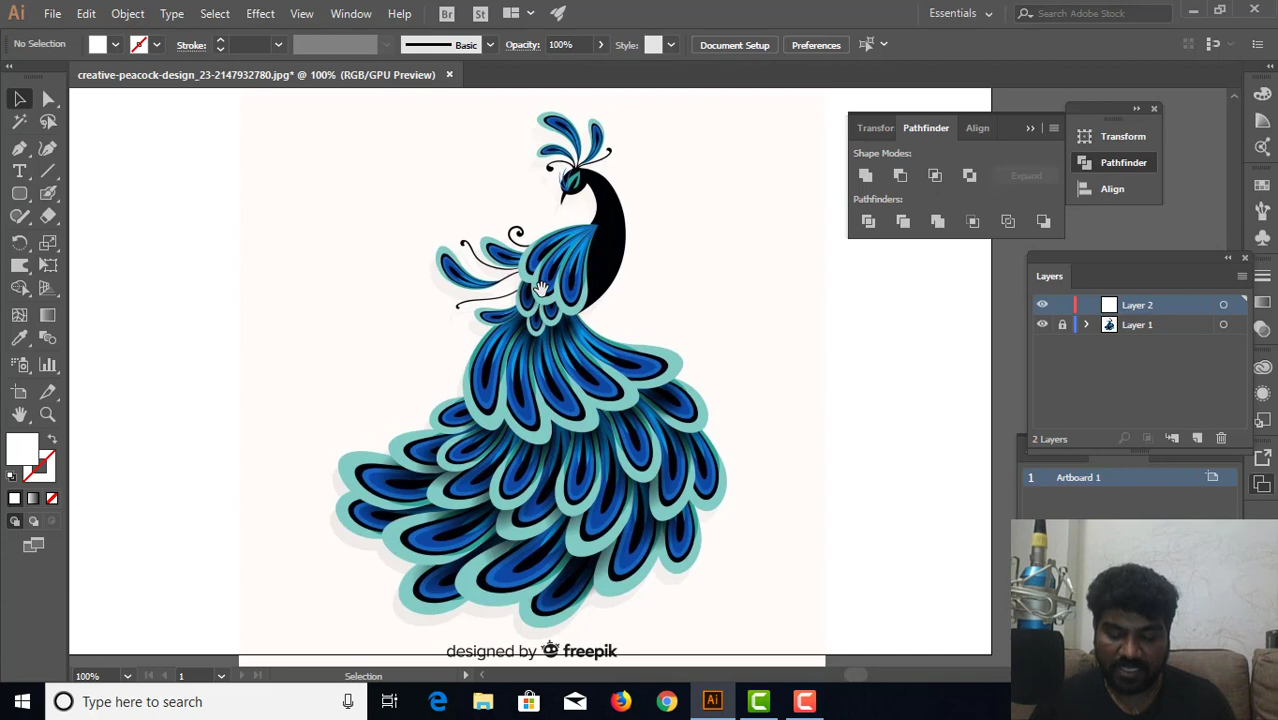 Ai File Edit Object Type Select Effect View Window Help Br St Essentials Search Adobe Stock
No Selection Stroke: Basic Opacity: 100% Style: Document Setup Preferences
creative-peacock-design_23-2147932780.jpg* @ 100% (RGB/GPU Preview)
Transfor Pathfinder Align
Shape Modes:
Expand
Pathfinders:
Transform
Pathfinder
Align
Layers
Layer 2
Layer 1
2 Layers
1 Artboard 1
designed by freepik
100% 1 Selection
Type here to search
Ai